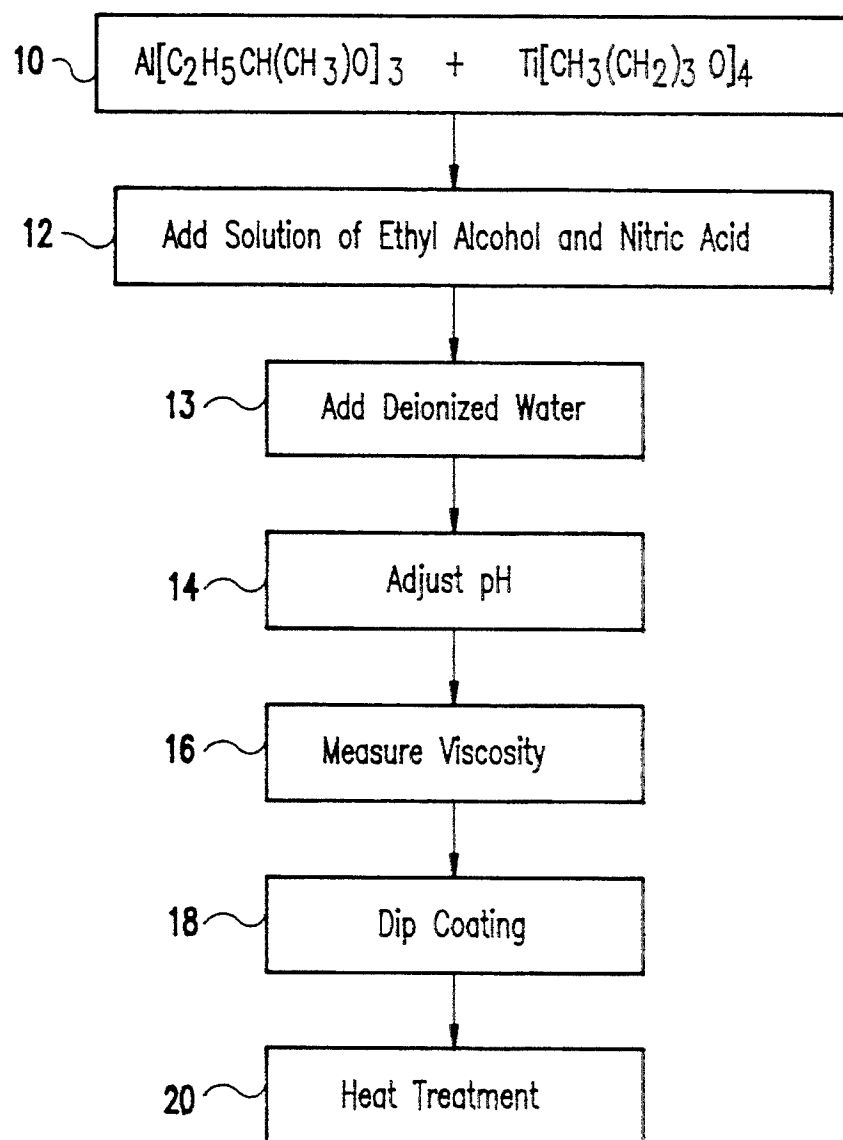 10 Al[C2H5CH(CH3)O]3 + Ti[CH3(CH2)3 O]4
12 Add Solution of Ethyl Alcohol and Nitric Acid
13 Add Deionized Water
14 Adjust pH
16 Measure Viscosity
18 Dip Coating
20 Heat Treatment